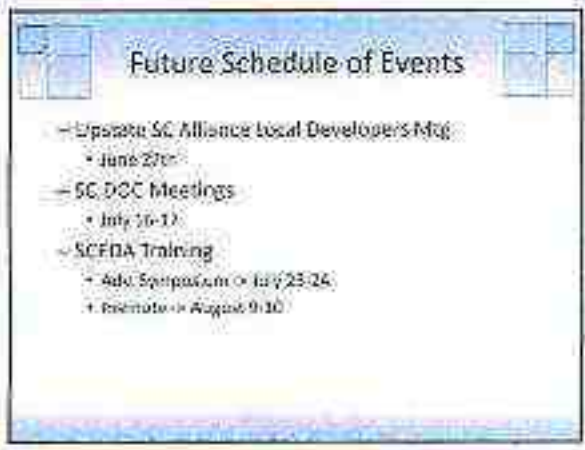 Future Schedule of Events
– Upstate SC Alliance Local Developers Mtg
• June 27th
– SC DOC Meetings
• July 16-17
– SCEDA Training
• Adv. Symposium -> July 23-24
• Institute -> August 9-10